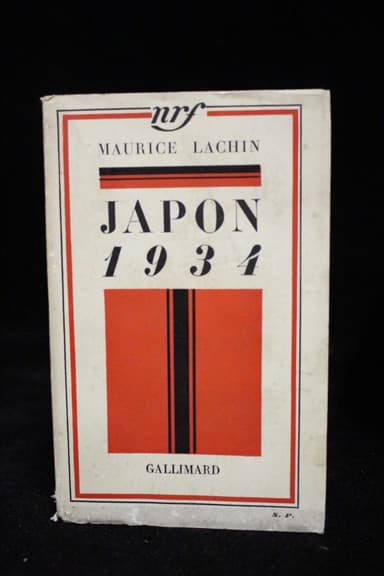 nrf
MAURICE LACHIN
JAPON
1934
GALLIMARD
S. P.